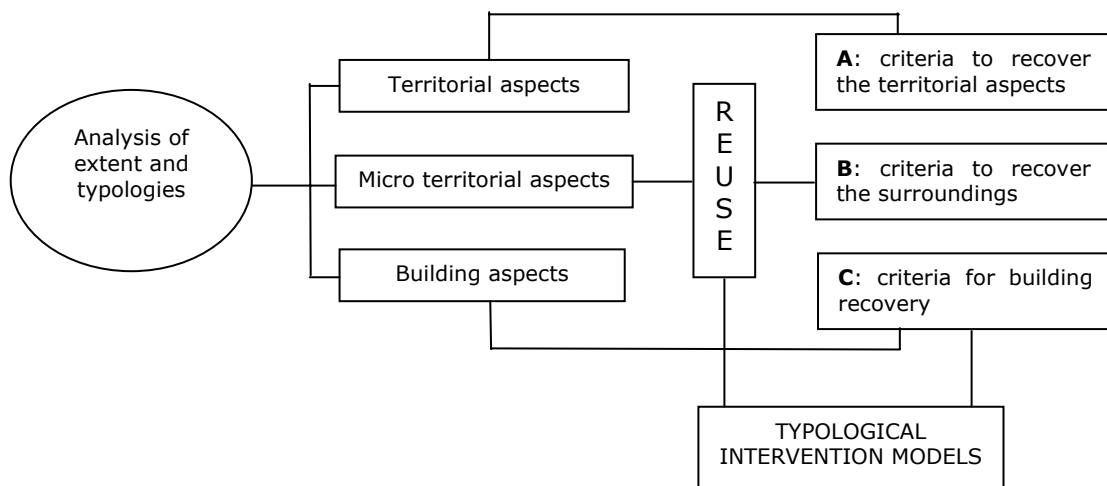 Analysis of
extent and
typologies
Territorial aspects
Micro territorial aspects
Building aspects
R
E
U
S
E
A: criteria to recover
the territorial aspects
B: criteria to recover
the surroundings
C: criteria for building
recovery
TYPOLOGICAL
INTERVENTION MODELS